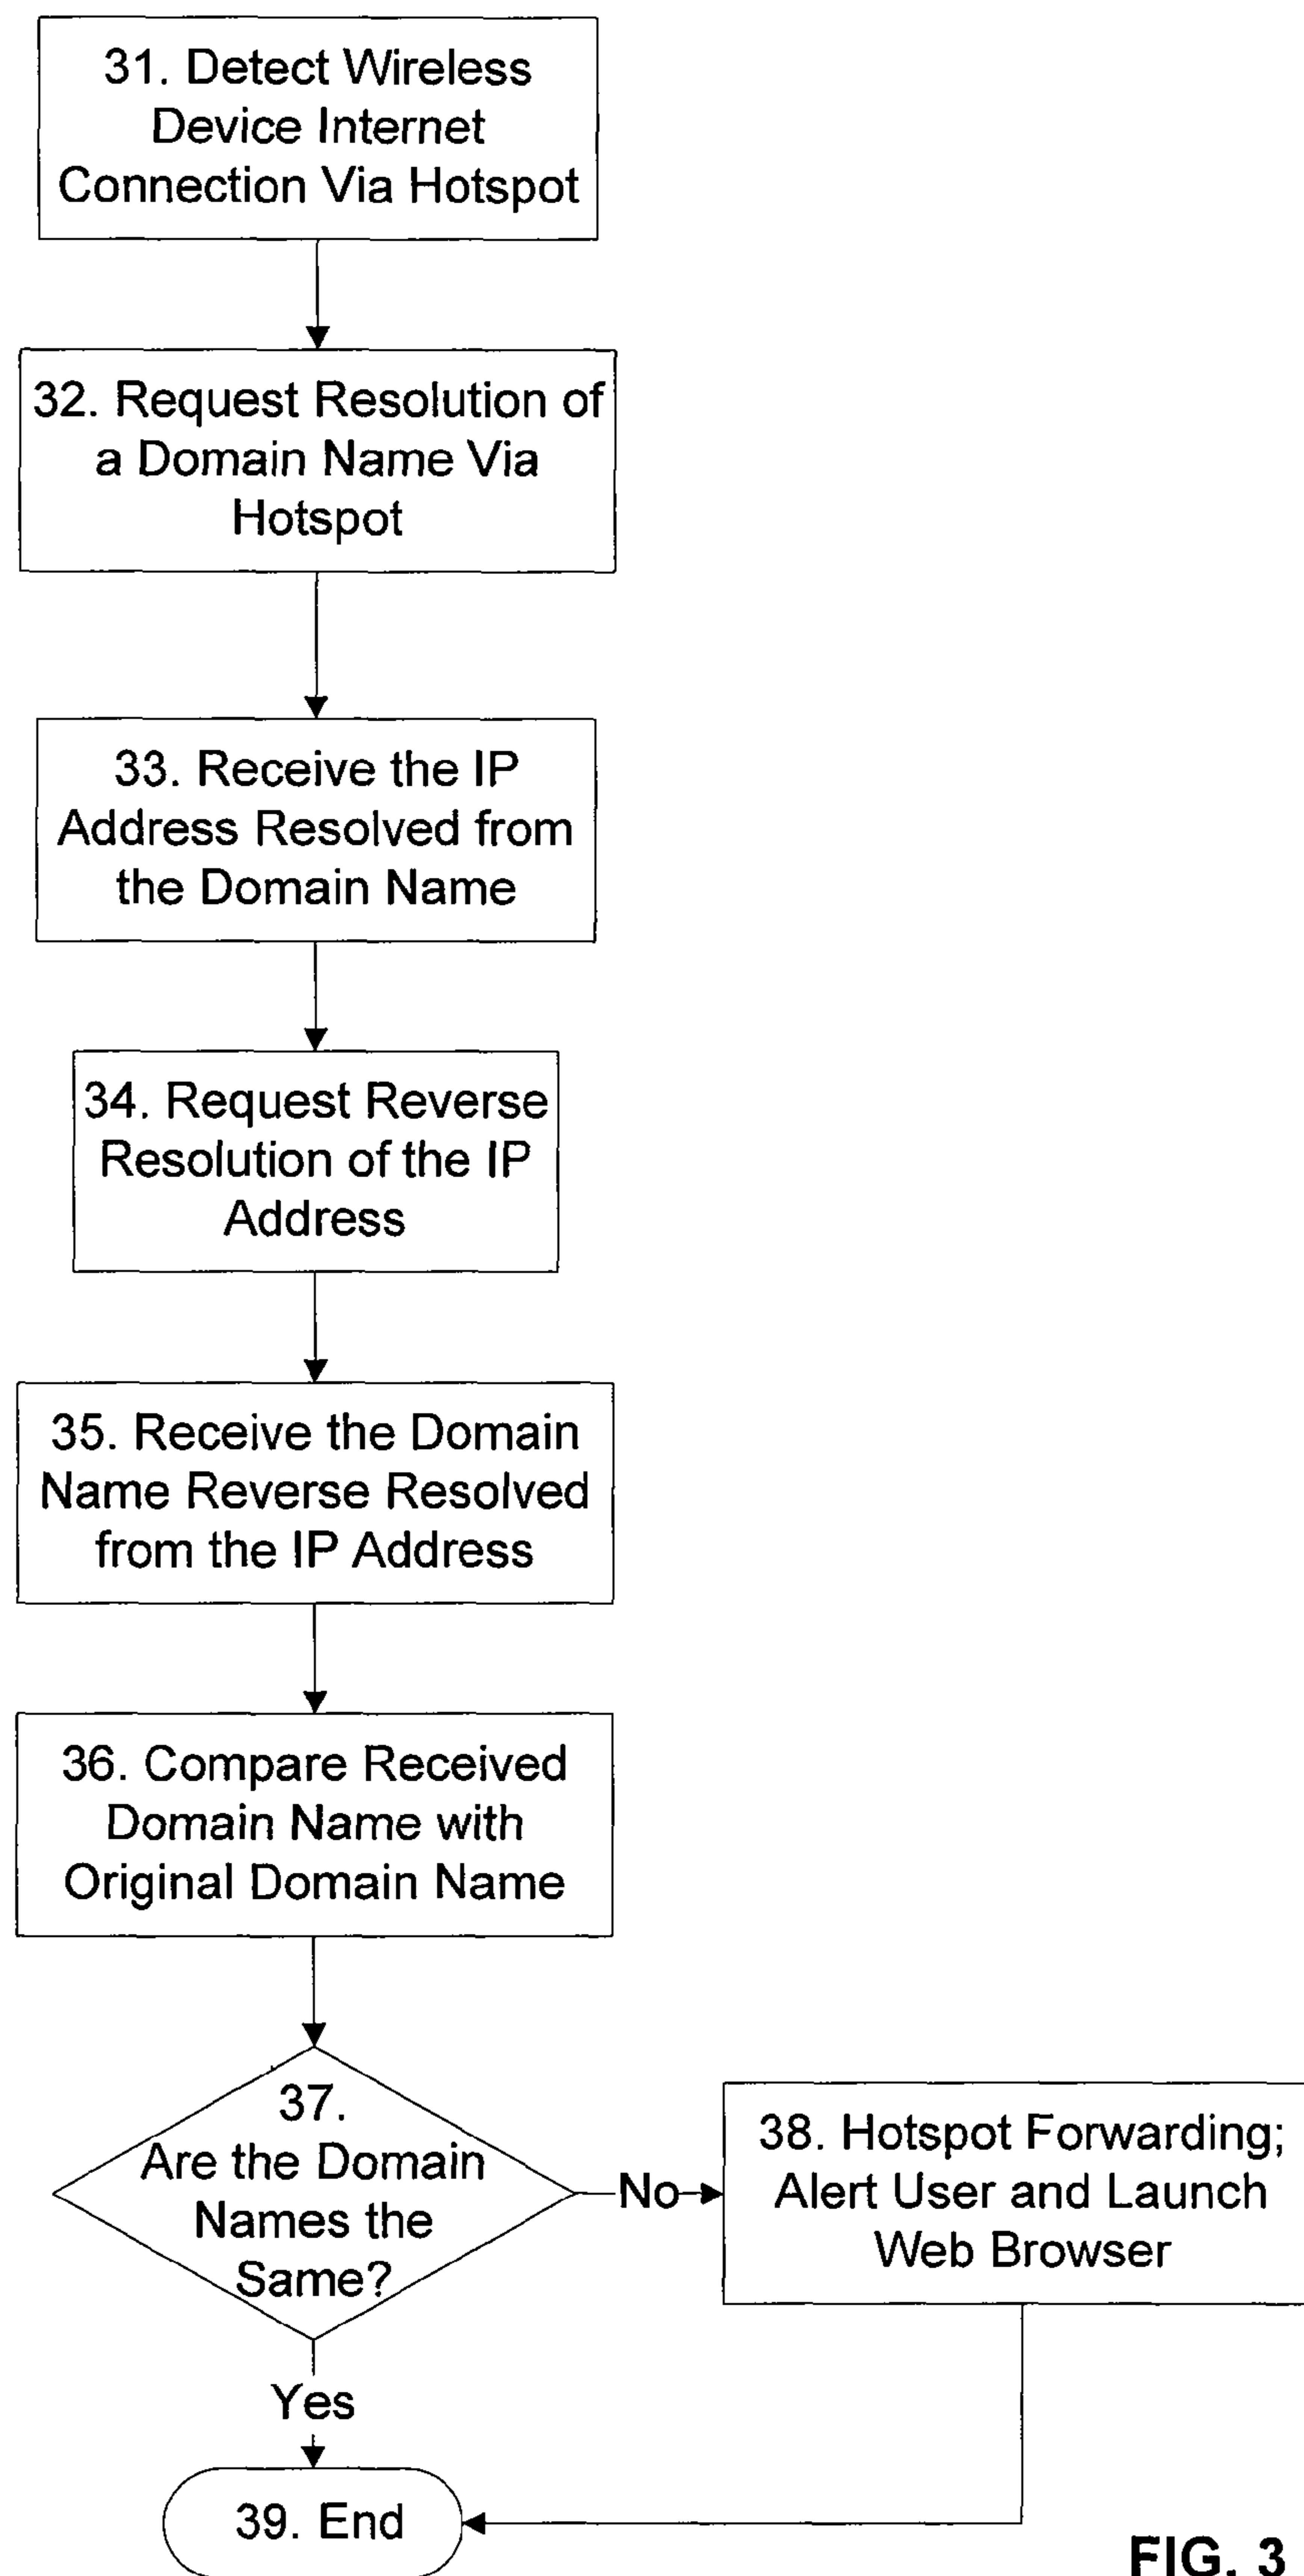 31. Detect Wireless
Device Internet
Connection Via Hotspot
32. Request Resolution of
a Domain Name Via
Hotspot
33. Receive the IP
Address Resolved from
the Domain Name
34. Request Reverse
Resolution of the IP
Address
35. Receive the Domain
Name Reverse Resolved
from the IP Address
36. Compare Received
Domain Name with
Original Domain Name
37.
Are the Domain
Names the
Same?
No
38. Hotspot Forwarding;
Alert User and Launch
Web Browser
Yes
39. End
FIG. 3